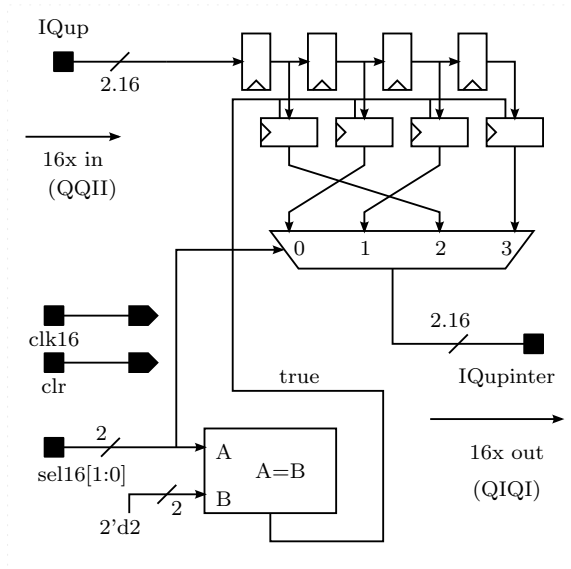 IQup
2.16
16x in
(QQII)
0 1 2 3
2.16
clk16
IQupinter
clr
true
16x out
(QIQI)
2
sel16[1:0]
A
A=B
B
2
2'd2